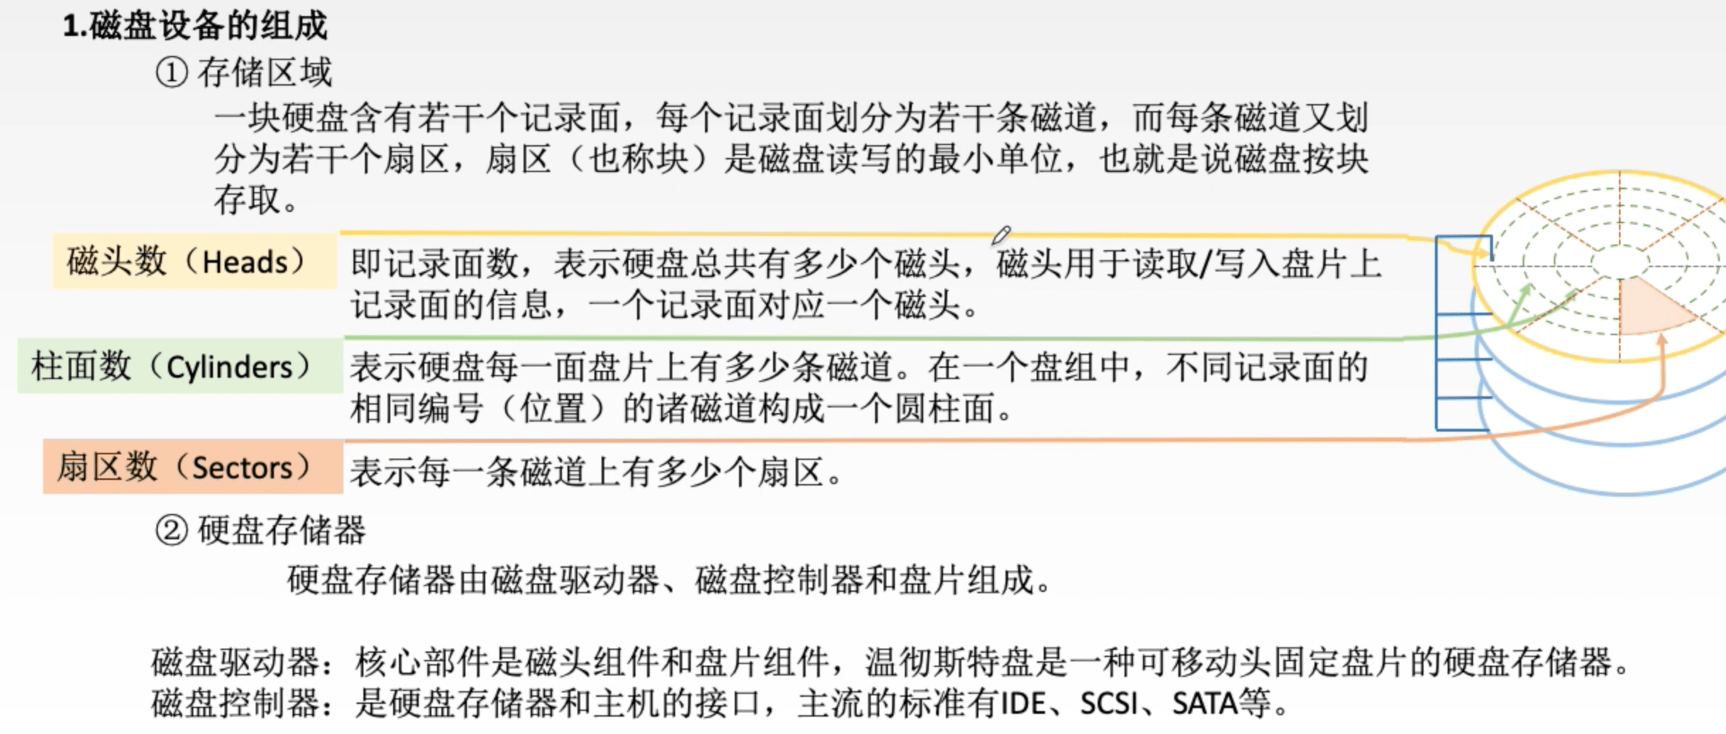 1.磁盘设备的组成
① 存储区域
一块硬盘含有若干个记录面，每个记录面划分为若干条磁道，而每条磁道又划
分为若干个扇区，扇区（也称块）是磁盘读写的最小单位，也就是说磁盘按块
存取。
磁头数（Heads） 即记录面数，表示硬盘总共有多少个磁头，磁头用于读取/写入盘片上
记录面的信息，一个记录面对应一个磁头。
柱面数（Cylinders） 表示硬盘每一面盘片上有多少条磁道。在一个盘组中，不同记录面的
相同编号（位置）的诸磁道构成一个圆柱面。
扇区数（Sectors） 表示每一条磁道上有多少个扇区。
② 硬盘存储器
硬盘存储器由磁盘驱动器、磁盘控制器和盘片组成。
磁盘驱动器：核心部件是磁头组件和盘片组件，温彻斯特盘是一种可移动头固定盘片的硬盘存储器。
磁盘控制器：是硬盘存储器和主机的接口，主流的标准有IDE、SCSI、SATA等。